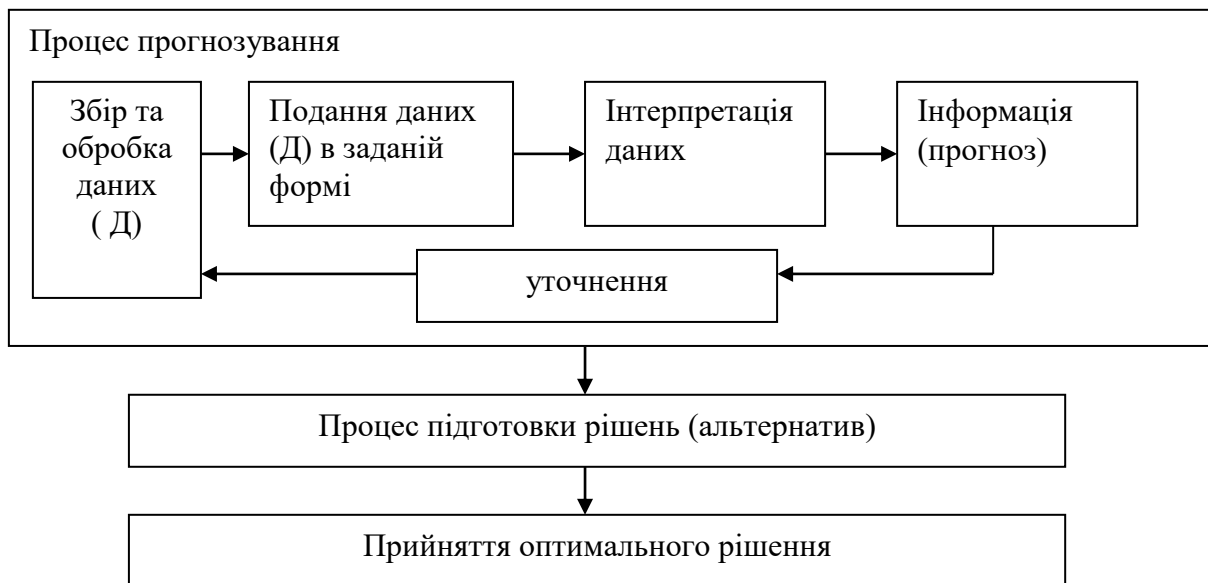 Процес прогнозування
Збір та
обробка
даних
( Д)
Подання даних
(Д) в заданій
формі
Інтерпретація
даних
Інформація
(прогноз)
уточнення
Процес підготовки рішень (альтернатив)
Прийняття оптимального рішення